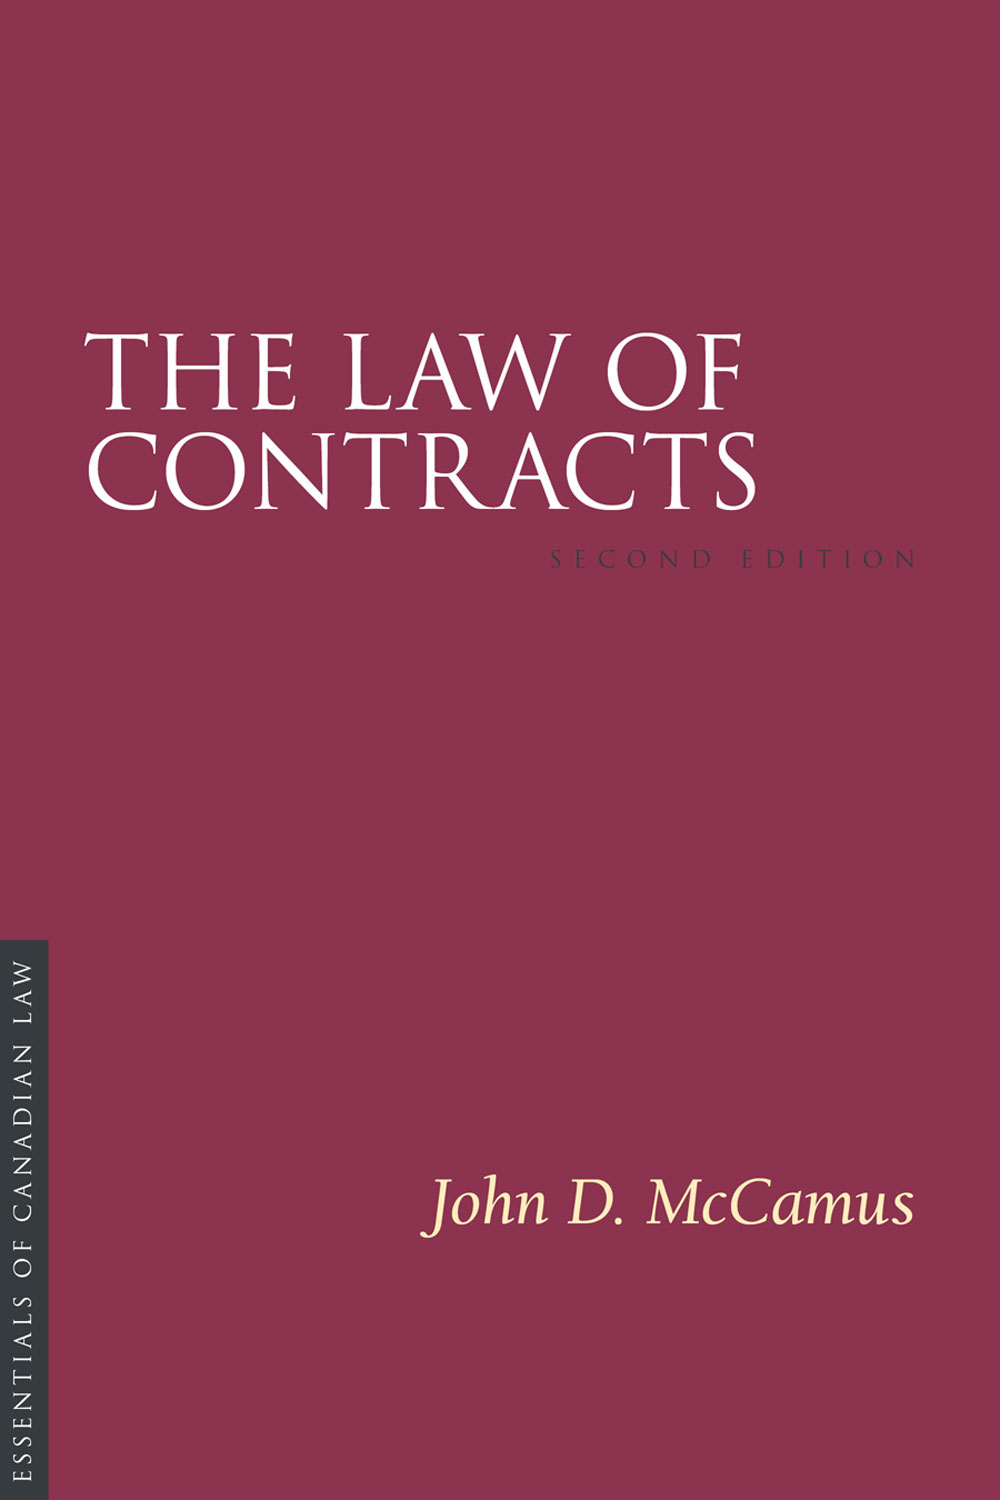 THE LAW OF
CONTRACTS
SECOND EDITION
John D. McCamus
ESSENTIALS OF CANADIAN LAW